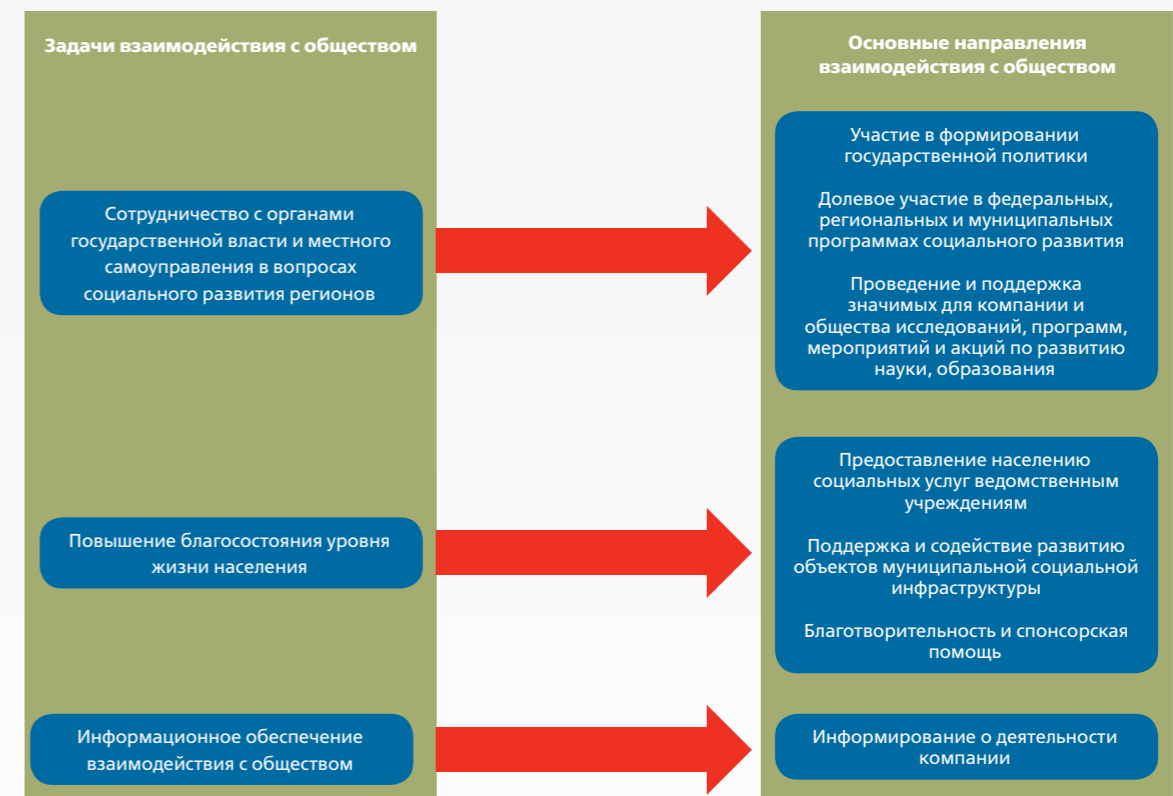 Задачи взаимодействия с обществом
Сотрудничество с органами
государственной власти и местного
самоуправления в вопросах
социального развития регионов
Повышение благосостояния уровня
жизни населения
Информационное обеспечение
взаимодействия с обществом
Основные направления
взаимодействия с обществом
Участие в формировании
государственной политики
Долевое участие в федеральных,
региональных и муниципальных
программах социального развития
Проведение и поддержка
значимых для компании и
общества исследований, программ,
мероприятий и акций по развитию
науки, образования
Предоставление населению
социальных услуг ведомственным
учреждениям
Поддержка и содействие развитию
объектов муниципальной социальной
инфраструктуры
Благотворительность и спонсорская
помощь
Информирование о деятельности
компании